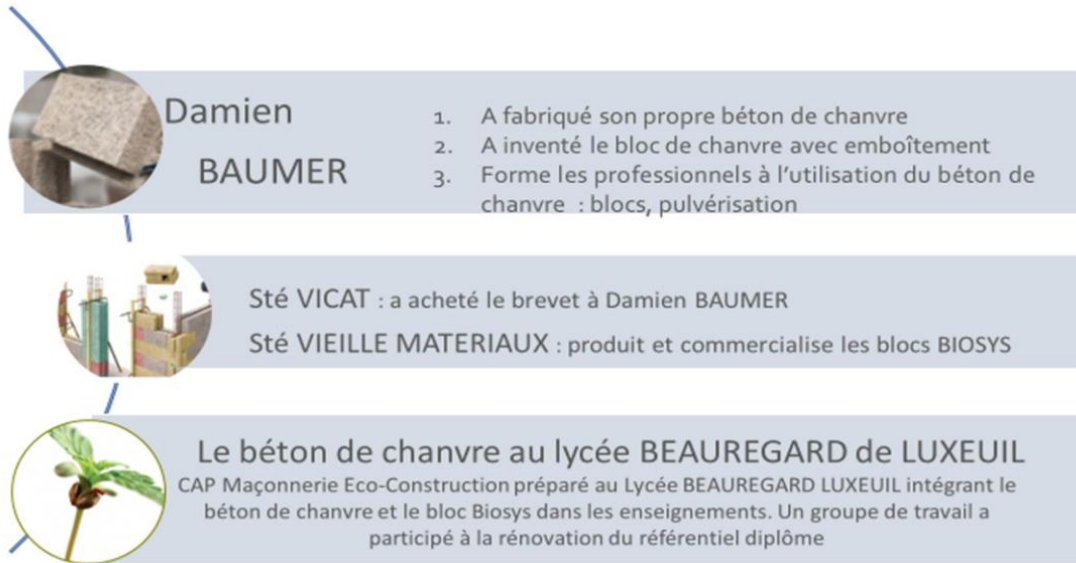 Damien
BAUMER
1. A fabriqué son propre béton de chanvre
2. A inventé le bloc de chanvre avec emboîtement
3. Forme les professionnels à l'utilisation du béton de
chanvre : blocs, pulvérisation
Sté VICAT : a acheté le brevet à Damien BAUMER
Sté VIEILLE MATERIAUX : produit et commercialise les blocs BIOSYS
Le béton de chanvre au lycée BEAUREGARD de LUXEUIL
CAP Maçonnerie Eco-Construction préparé au Lycée BEAUREGARD LUXEUIL intégrant le
béton de chanvre et le bloc Biosys dans les enseignements. Un groupe de travail a
participé à la rénovation du référentiel diplôme